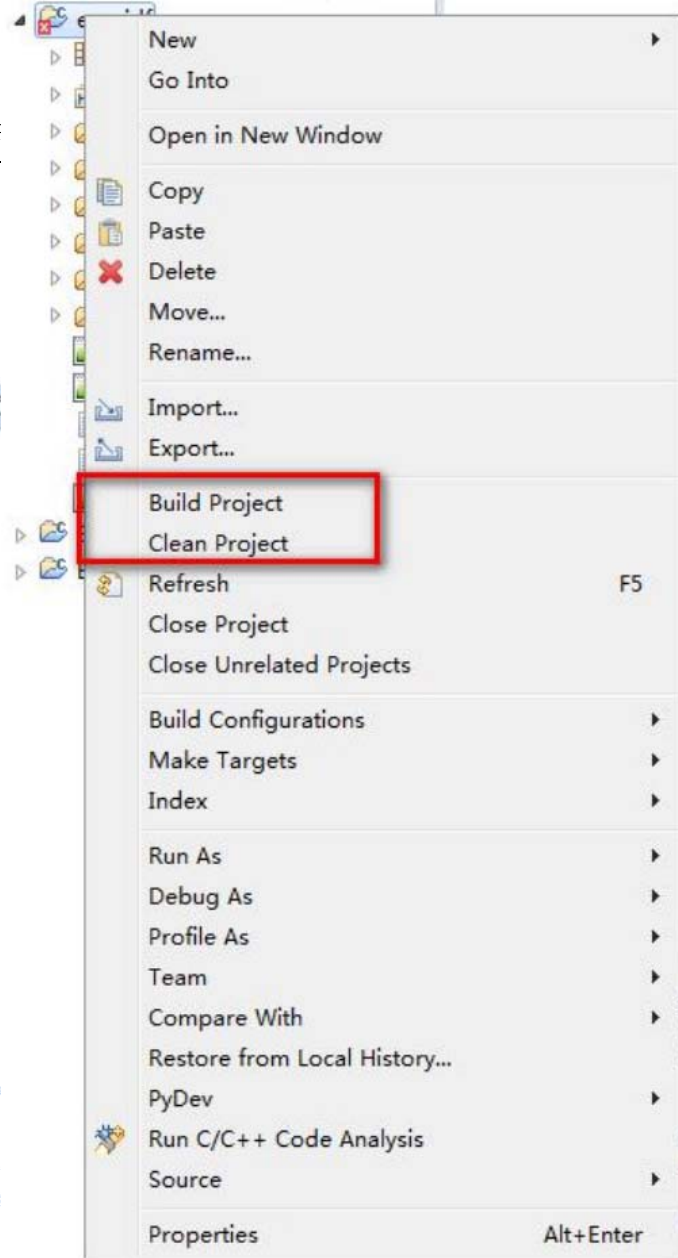 New
Go Into
Open in New Window
Copy
Paste
Delete
Move...
Rename...
Import...
Export...
Build Project
Clean Project
Refresh F5
Close Project
Close Unrelated Projects
Build Configurations
Make Targets
Index
Run As
Debug As
Profile As
Team
Compare With
Restore from Local History...
PyDev
Run C/C++ Code Analysis
Source
Properties Alt+Enter